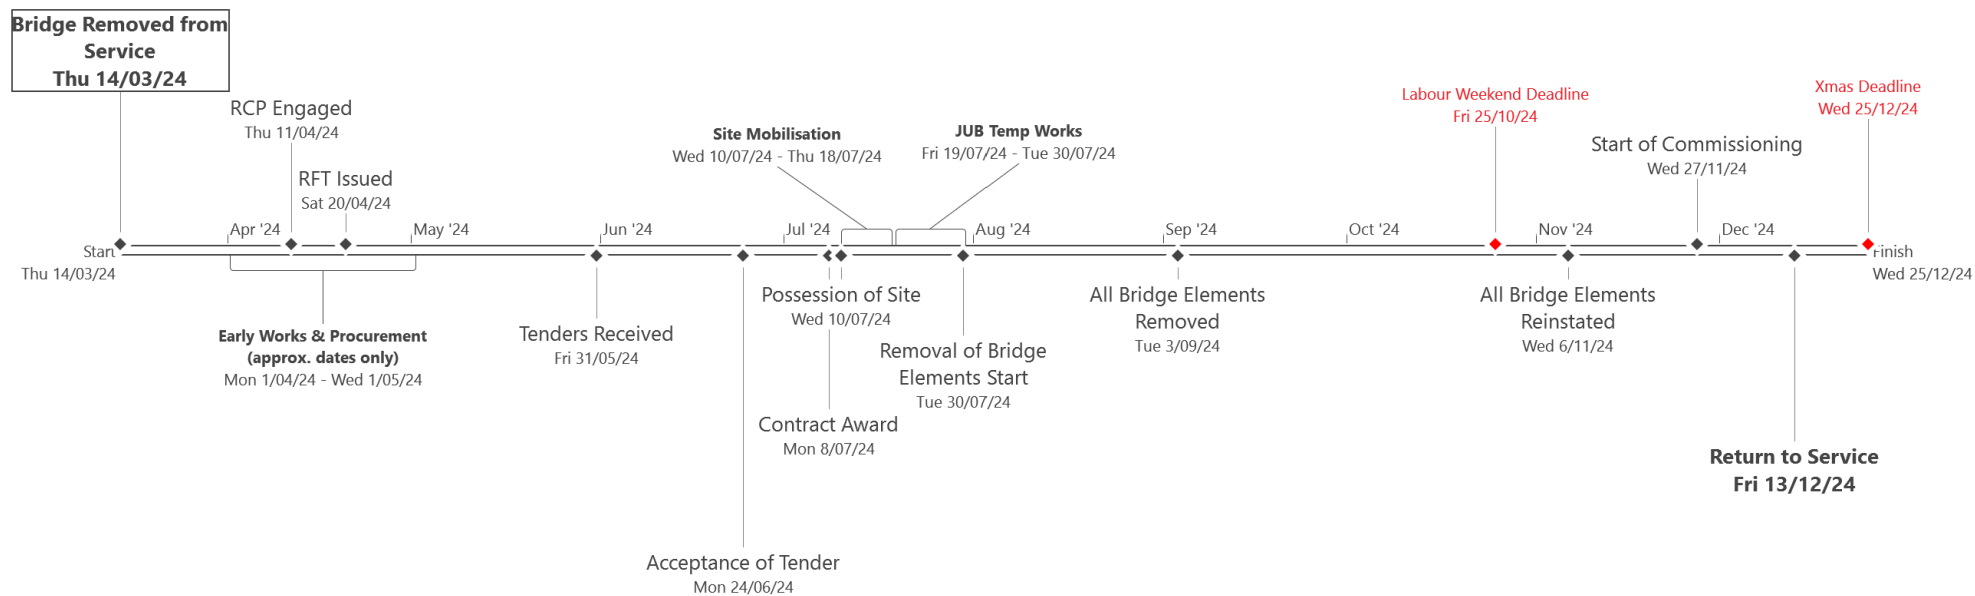 Bridge Removed from
Service
Thu 14/03/24
RCP Engaged
Thu 11/04/24
RFT Issued
Sat 20/04/24
Site Mobilisation
Wed 10/07/24 - Thu 18/07/24
JUB Temp Works
Fri 19/07/24 - Tue 30/07/24
Labour Weekend Deadline
Fri 25/10/24
Start of Commissioning
Wed 27/11/24
Xmas Deadline
Wed 25/12/24
Apr '24
May '24
Jun '24
Jul '24
Aug '24
Sep '24
Oct '24
Nov '24
Dec '24
Start
Thu 14/03/24
Finish
Wed 25/12/24
Early Works & Procurement
(approx. dates only)
Mon 1/04/24 - Wed 1/05/24
Tenders Received
Fri 31/05/24
Acceptance of Tender
Mon 24/06/24
Possession of Site
Wed 10/07/24
Contract Award
Mon 8/07/24
Removal of Bridge
Elements Start
Tue 30/07/24
All Bridge Elements
Removed
Tue 3/09/24
All Bridge Elements
Reinstated
Wed 6/11/24
Return to Service
Fri 13/12/24